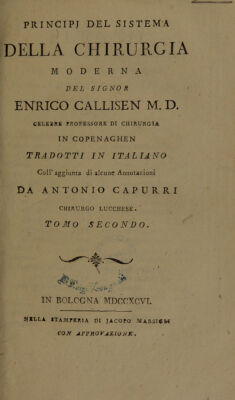 PRINCIPJ DEL SISTEMA
DELLA CHIRURGIA
MODERNA
DEL SIGNOR
ENRICO CALLISEN M. D.
CELEBRE PROFESSORE DI CHIRURGIA
IN COPENAGHEN
TRADOTTI IN ITALIANO
Coll' aggiunta di alcune Annotazioni
DA ANTONIO CAPURRI
CHIRURGO LUCCHESE.
TOMO SECONDO.
IN BOLOGNA MDCCXCVI.
NELLA STAMPERIA DI JACOPO MARSIGLI
CON APPROVAZIONE.